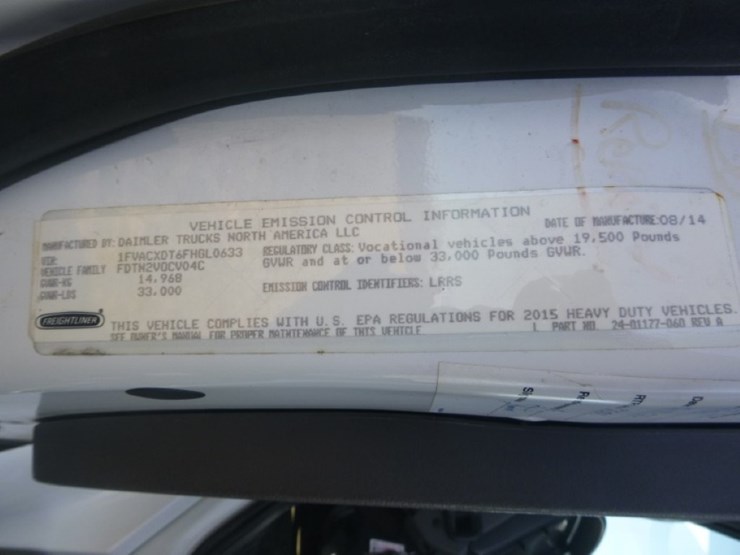 VEHICLE EMISSION CONTROL INFORMATION
MANUFACTURED BY: DAIMLER TRUCKS NORTH AMERICA LLC DATE OF MANUFACTURE:08/14
VIN: 1FVACXDT6FHGL0633 REGULATORY CLASS: Vocational vehicles above 19,500 Pounds
VEHICLE FAMILY FDTN2VOCV04C GVWR and at or below 33,000 Pounds GVWR.
GVWR-KG 14,968
GVWR-LBS 33,000 EMISSION CONTROL IDENTIFIERS: LRRS
FREIGHTLINER THIS VEHICLE COMPLIES WITH U.S. EPA REGULATIONS FOR 2015 HEAVY DUTY VEHICLES.
SEE OWNER'S MANUAL FOR PROPER MAINTENANCE OF THIS VEHICLE | PART NO. 24-01177-060 REV A